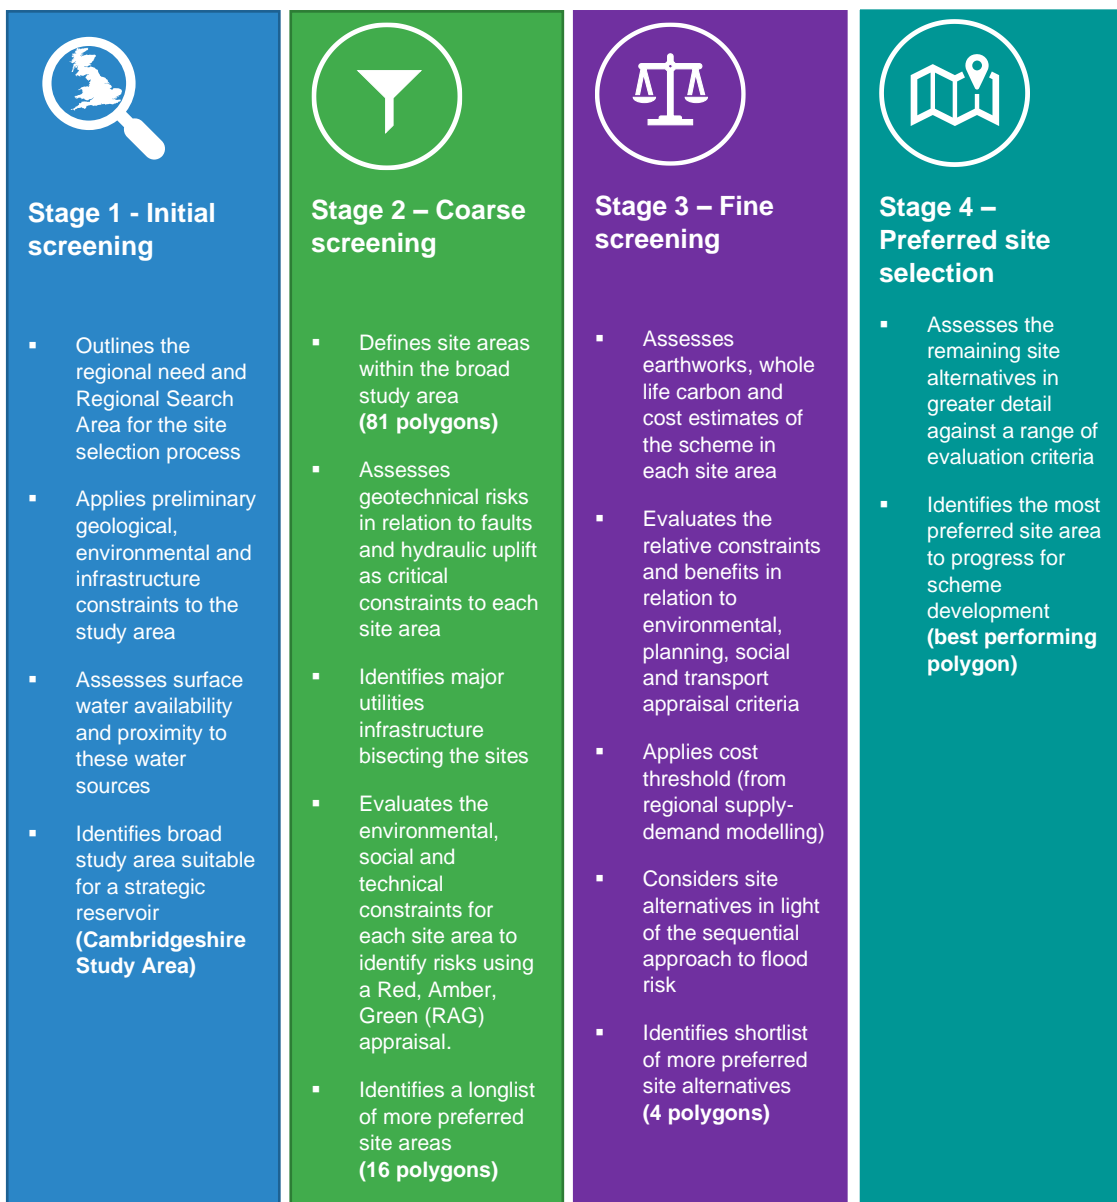 Stage 1 - Initial
screening
▪ Outlines the
regional need and
Regional Search
Area for the site
selection process
▪ Applies preliminary
geological,
environmental and
infrastructure
constraints to the
study area
▪ Assesses surface
water availability
and proximity to
these water
sources
▪ Identifies broad
study area suitable
for a strategic
reservoir
(Cambridgeshire
Study Area)
Stage 2 – Coarse
screening
▪ Defines site areas
within the broad
study area
(81 polygons)
▪ Assesses
geotechnical risks
in relation to faults
and hydraulic uplift
as critical
constraints to each
site area
▪ Identifies major
utilities
infrastructure
bisecting the sites
▪ Evaluates the
environmental,
social and
technical
constraints for
each site area to
identify risks using
a Red, Amber,
Green (RAG)
appraisal.
▪ Identifies a longlist
of more preferred
site areas
(16 polygons)
Stage 3 – Fine
screening
▪ Assesses
earthworks, whole
life carbon and
cost estimates of
the scheme in
each site area
▪ Evaluates the
relative constraints
and benefits in
relation to
environmental,
planning, social
and transport
appraisal criteria
▪ Applies cost
threshold (from
regional supply-
demand modelling)
▪ Considers site
alternatives in light
of the sequential
approach to flood
risk
▪ Identifies shortlist
of more preferred
site alternatives
(4 polygons)
Stage 4 –
Preferred site
selection
▪ Assesses the
remaining site
alternatives in
greater detail
against a range of
evaluation criteria
▪ Identifies the most
preferred site area
to progress for
scheme
development
(best performing
polygon)